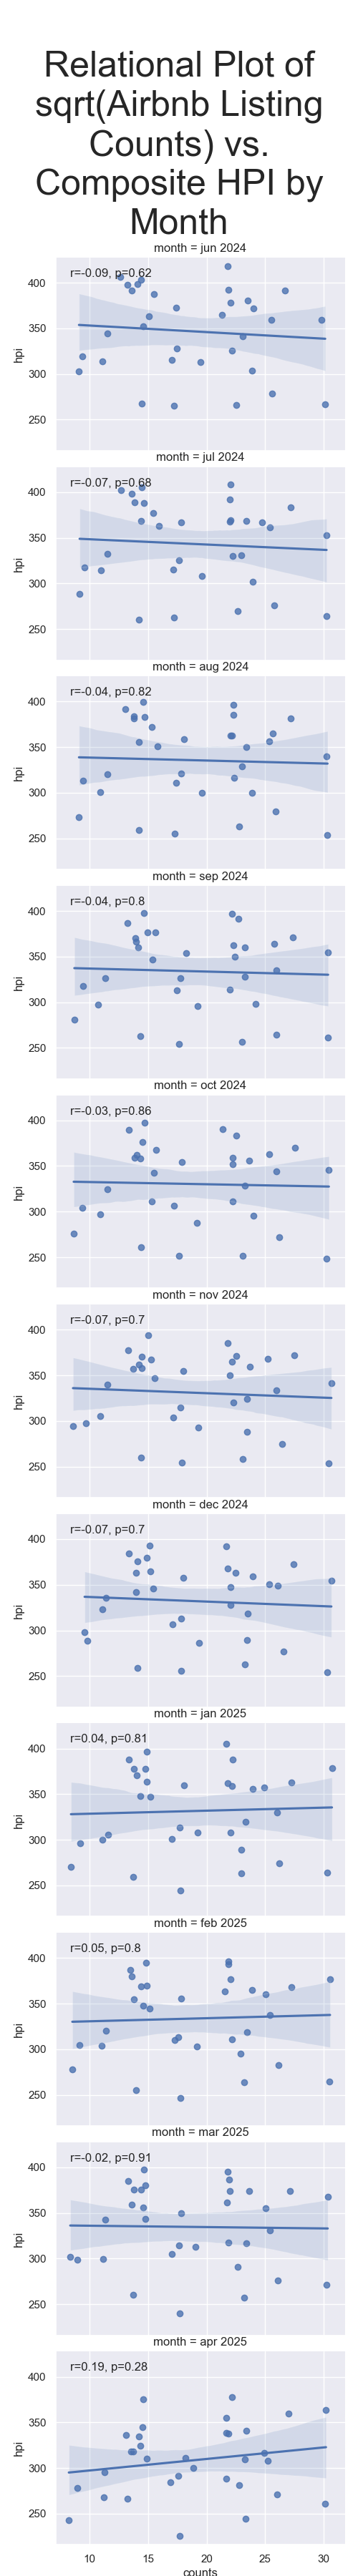 Relational Plot of
sqrt(Airbnb Listing
Counts) vs.
Composite HPI by
Month
month = jun 2024
r=-0.09, p=0.62
400
350
300
250
hpi
month = jul 2024
r=-0.07, p=0.68
400
350
300
250
hpi
month = aug 2024
r=-0.04, p=0.82
400
350
300
250
hpi
month = sep 2024
r=-0.04, p=0.8
400
350
300
250
hpi
month = oct 2024
r=-0.03, p=0.86
400
350
300
250
hpi
month = nov 2024
r=-0.07, p=0.7
400
350
300
250
hpi
month = dec 2024
r=-0.07, p=0.7
400
350
300
250
hpi
month = jan 2025
r=0.04, p=0.81
400
350
300
250
hpi
month = feb 2025
r=0.05, p=0.8
400
350
300
250
hpi
month = mar 2025
r=-0.02, p=0.91
400
350
300
250
hpi
month = apr 2025
r=0.19, p=0.28
400
350
300
250
hpi
10 15 20 25 30
counts